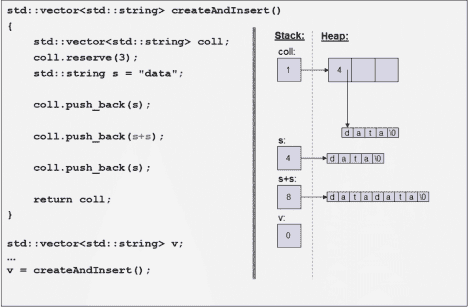 std::vector<std::string> createAndInsert()
{
std::vector<std::string> coll;
coll.reserve(3);
std::string s = "data";
coll.push_back(s);
coll.push_back(s+s);
coll.push_back(s);
return coll;
}
std::vector<std::string> v;
...
v = createAndInsert();
Stack: Heap:
coll:
1 4
d a t a \0
s:
4 d a t a \0
s+s:
8 d a t a d a t a \0
v:
0